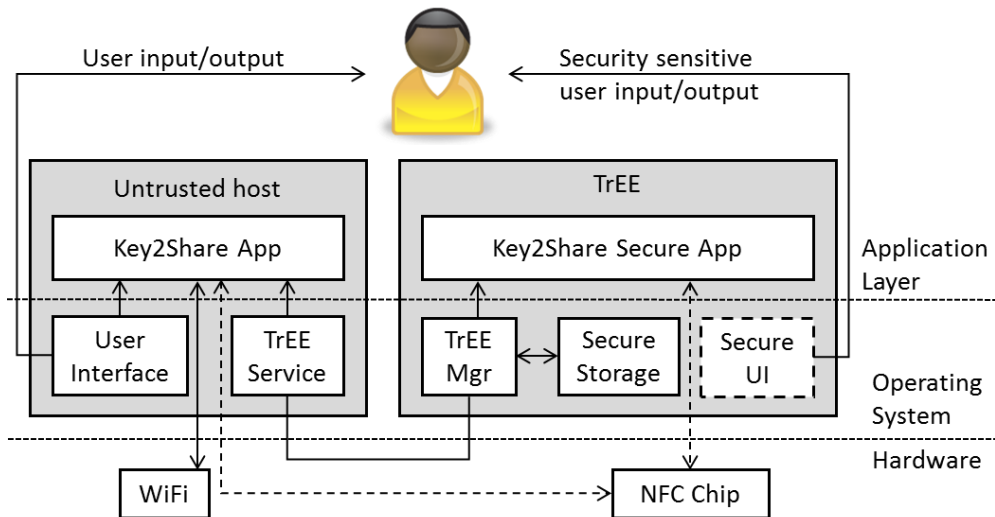 User input/output
Security sensitive
user input/output
Untrusted host
TrEE
Key2Share App
Key2Share Secure App
Application
Layer
User
Interface
TrEE
Service
TrEE
Mgr
Secure
Storage
Secure
UI
Operating
System
Hardware
WiFi
NFC Chip